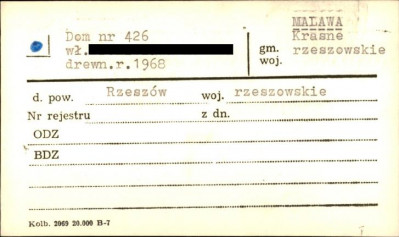 MALAWA
Dom nr 426 Krasne
wł. gm. rzeszowskie
drewn.r.1968 woj.
d. pow. Rzeszów woj. rzeszowskie
Nr rejestru z dn.
ODZ
BDZ
Kolb. 2069 20.000 B-7